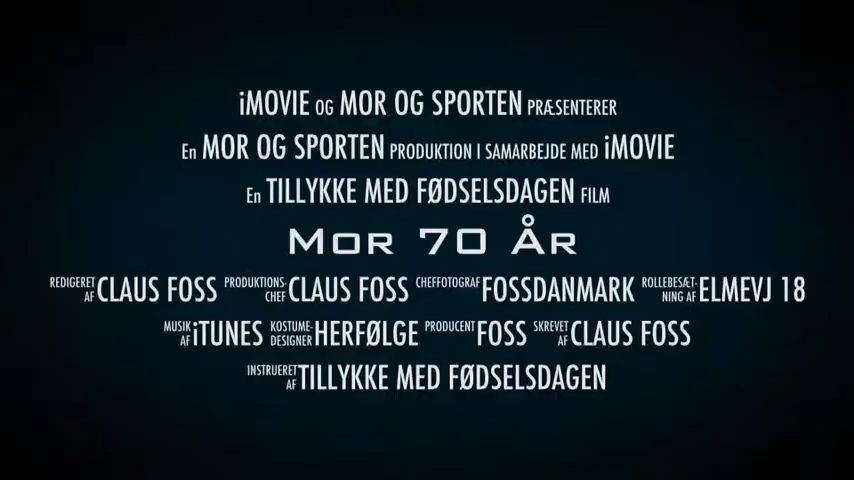 iMOVIE OG MOR OG SPORTEN PRÆSENTERER
En MOR OG SPORTEN PRODUKTION I SAMARBEJDE MED iMOVIE
En TILLYKKE MED FØDSELSDAGEN FILM
MOR 70 ÅR
REDIGERET AF CLAUS FOSS PRODUKTIONS-CHEF CLAUS FOSS CHEFFOTOGRAF FOSSDANMARK ROLLEBESÆT-NING AF ELMEVJ 18
MUSIK AF iTUNES KOSTUME-DESIGNER HERFØLGE PRODUCENT FOSS SKREVET AF CLAUS FOSS
INSTRUERET AF TILLYKKE MED FØDSELSDAGEN